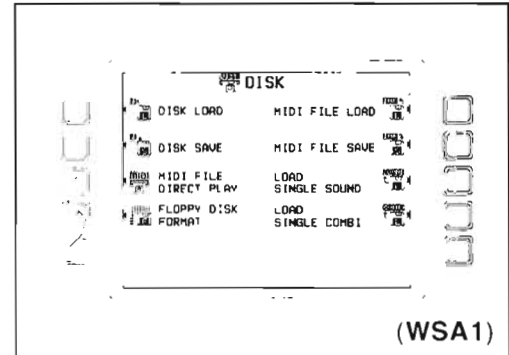 DISK
DISK LOAD
MIDI FILE LOAD
DISK SAVE
MIDI FILE SAVE
MIDI FILE
DIRECT PLAY
LOAD
SINGLE SOUND
FLOPPY DISK
FORMAT
LOAD
SINGLE COMBI
(WSA1)